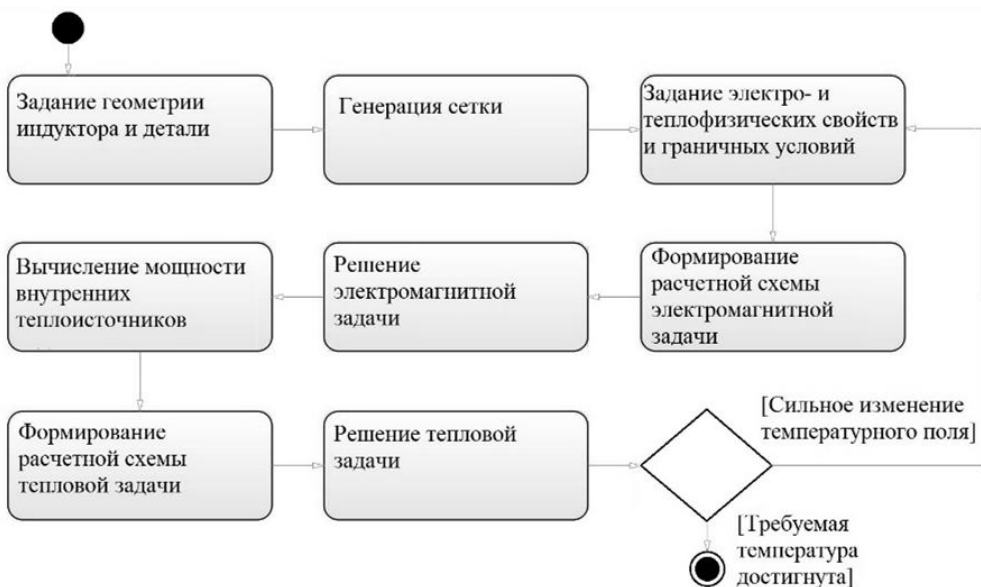 Задание геометрии
индуктора и детали
Генерация сетки
Задание электро- и
теплофизических свойств
и граничных условий
Формирование
расчетной схемы
электромагнитной
задачи
Решение
электромагнитной
задачи
Вычисление мощности
внутренних
теплоисточников
Формирование
расчетной схемы
тепловой задачи
Решение тепловой
задачи
[Сильное изменение
температурного поля]
[Требуемая
температура
достигнута]